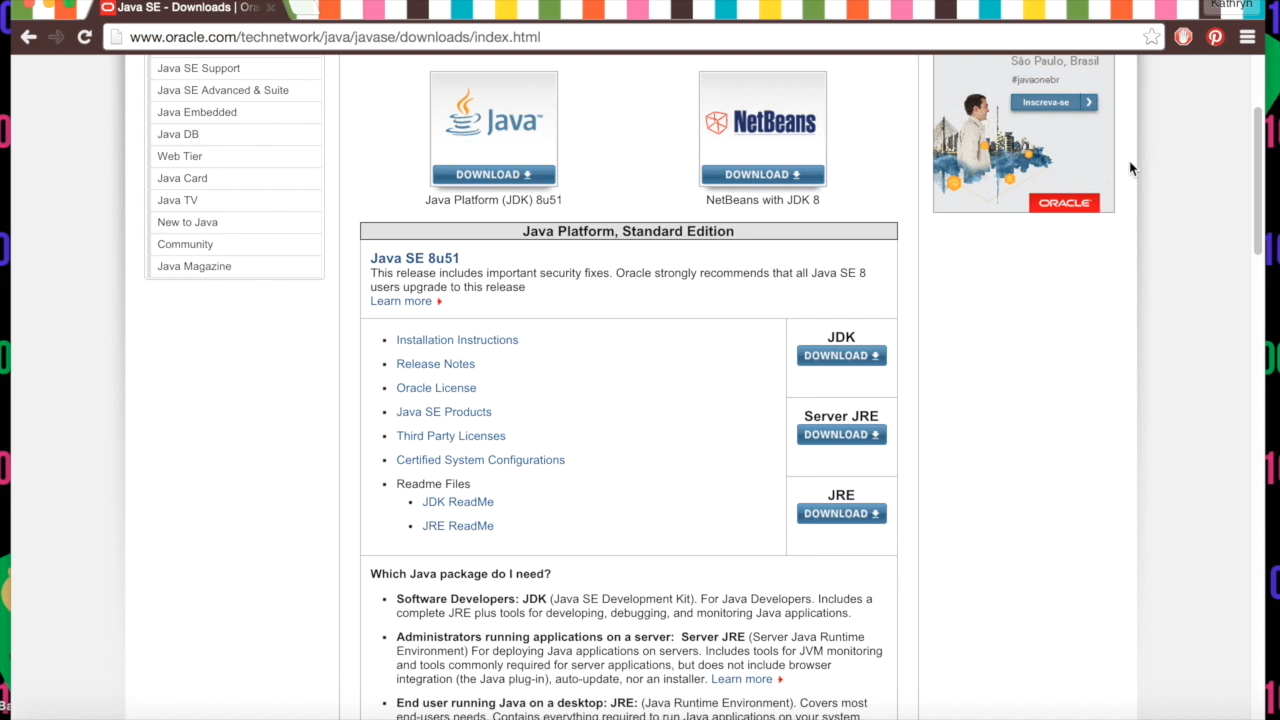 Java SE - Downloads | Ora
Kathryn
www.oracle.com/technetwork/java/javase/downloads/index.html
Java SE Support
Java SE Advanced & Suite
Java Embedded
Java DB
Web Tier
Java Card
Java TV
New to Java
Community
Java Magazine
Java™
DOWNLOAD
Java Platform (JDK) 8u51
NetBeans
DOWNLOAD
NetBeans with JDK 8
São Paulo, Brasil
#javaonebr
Inscreva-se
ORACLE
Java Platform, Standard Edition
Java SE 8u51
This release includes important security fixes. Oracle strongly recommends that all Java SE 8
users upgrade to this release
Learn more
Installation Instructions
Release Notes
Oracle License
Java SE Products
Third Party Licenses
Certified System Configurations
Readme Files
JDK ReadMe
JRE ReadMe
JDK
DOWNLOAD
Server JRE
DOWNLOAD
JRE
DOWNLOAD
Which Java package do I need?
Software Developers: JDK (Java SE Development Kit). For Java Developers. Includes a
complete JRE plus tools for developing, debugging, and monitoring Java applications.
Administrators running applications on a server: Server JRE (Server Java Runtime
Environment) For deploying Java applications on servers. Includes tools for JVM monitoring
and tools commonly required for server applications, but does not include browser
integration (the Java plug-in), auto-update, nor an installer. Learn more
End user running Java on a desktop: JRE: (Java Runtime Environment). Covers most
end-users needs. Contains everything required to run Java applications on your system.